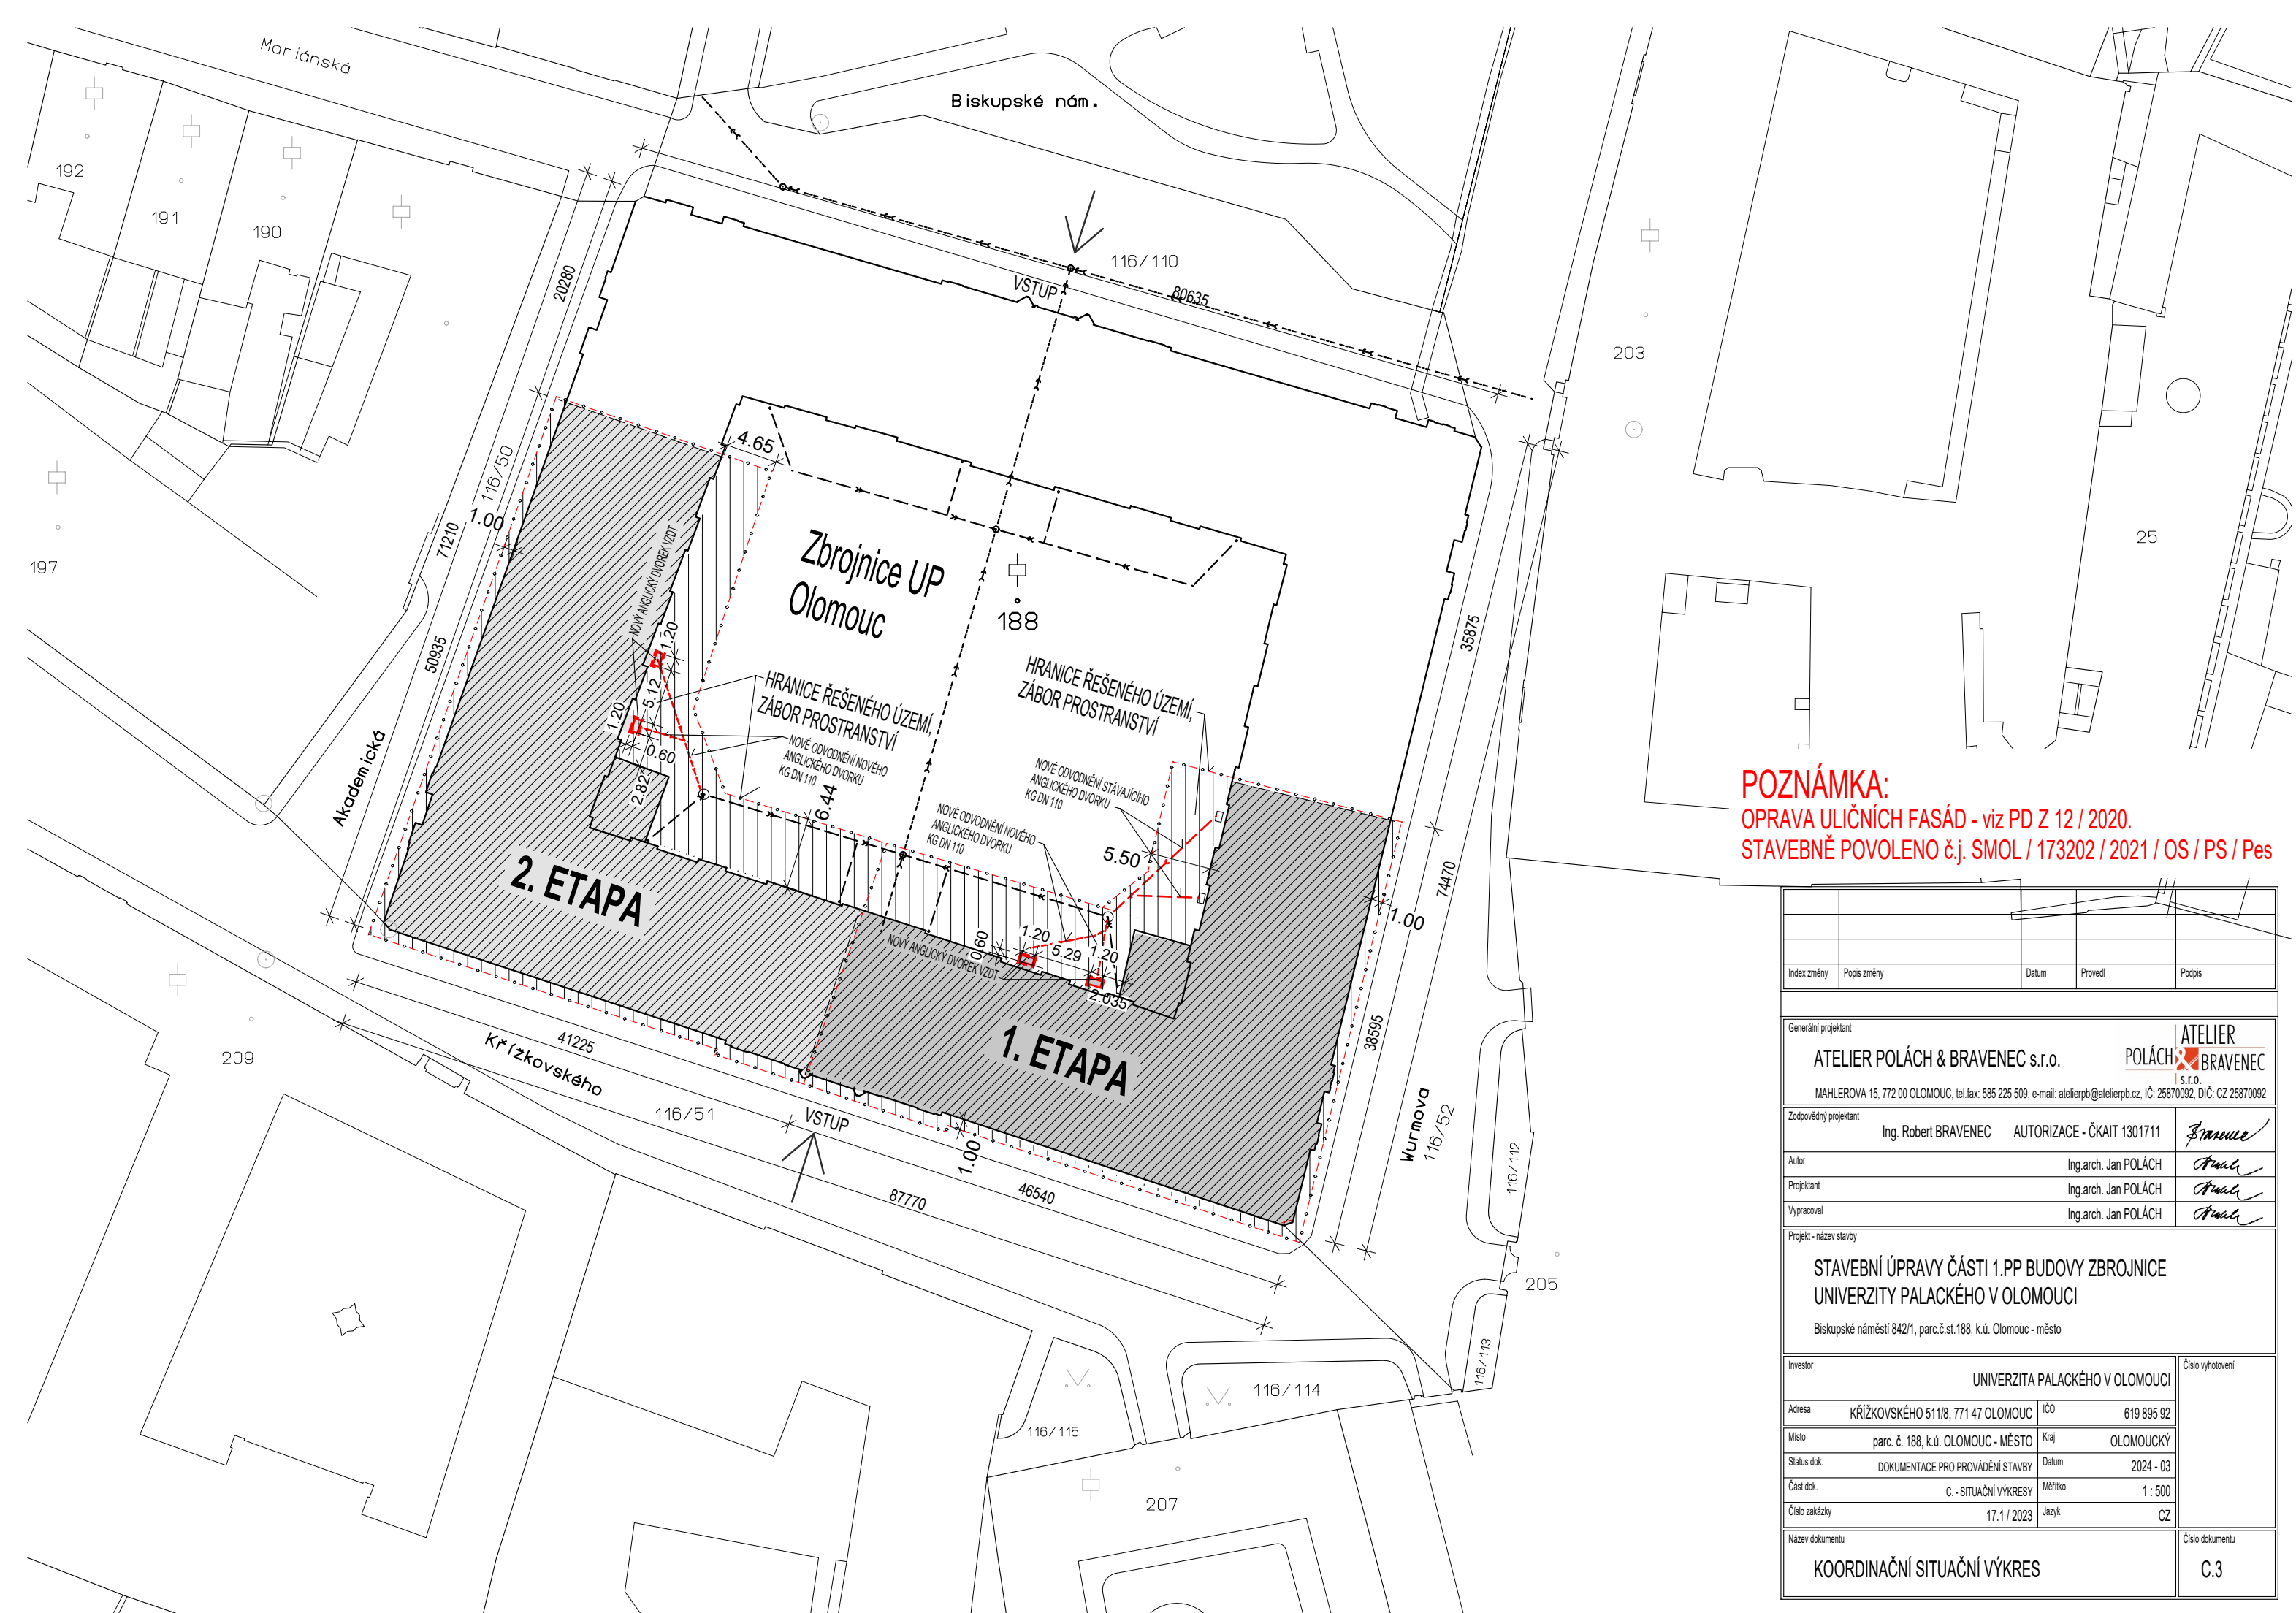 Mariánská
Biskupské nám.
192
191
190
197
116/110
VSTUP
80635
203
25
20280
116/50
71210
1.00
50935
4.65
Zbrojnice UP
Olomouc
188
NOVÝ ANGLICKÝ DVOREK VZDT
1.20
5.12
1.20
0.60
2.82
HRANICE ŘEŠENÉHO ÚZEMÍ,
ZÁBOR PROSTRANSTVÍ
NOVÉ ODVODNĚNÍ NOVÉHO
ANGLICKÉHO DVORKU
KG DN 110
6.44
HRANICE ŘEŠENÉHO ÚZEMÍ,
ZÁBOR PROSTRANSTVÍ
NOVÉ ODVODNĚNÍ STÁVAJÍCÍHO
ANGLICKÉHO DVORKU
KG DN 110
NOVÉ ODVODNĚNÍ NOVÉHO
ANGLICKÉHO DVORKU
KG DN 110
5.50
35875
74470
1.00
38595
Akademická
2. ETAPA
1. ETAPA
NOVÝ ANGLICKÝ DVOREK VZDT
0.60
1.20
5.29
1.20
2.035
209
41225
Křížkovského
116/51
VSTUP
1.00
87770
46540
Wurmova
116/52
116/112
205
116/113
116/114
116/115
207
POZNÁMKA:
OPRAVA ULIČNÍCH FASÁD - viz PD Z 12 / 2020.
STAVEBNĚ POVOLENO č.j. SMOL / 173202 / 2021 / OS / PS / Pes
Index změny Popis změny Datum Provedl Podpis
Generální projektant
ATELIER POLÁCH & BRAVENEC s.r.o.
ATELIER
POLÁCH & BRAVENEC
s.r.o.
MAHLEROVA 15, 772 00 OLOMOUC, tel.fax: 585 225 509, e-mail: atelierpb@atelierpb.cz, IČ: 25870092, DIČ: CZ 25870092
Zodpovědný projektant
Ing. Robert BRAVENEC AUTORIZACE - ČKAIT 1301711
Autor Ing.arch. Jan POLÁCH
Projektant Ing.arch. Jan POLÁCH
Vypracoval Ing.arch. Jan POLÁCH
Projekt - název stavby
STAVEBNÍ ÚPRAVY ČÁSTI 1.PP BUDOVY ZBROJNICE
UNIVERZITY PALACKÉHO V OLOMOUCI
Biskupské náměstí 842/1, parc.č.st.188, k.ú. Olomouc - město
Investor Číslo vyhotovení
UNIVERZITA PALACKÉHO V OLOMOUCI
Adresa KŘÍŽKOVSKÉHO 511/8, 771 47 OLOMOUC IČO 619 895 92
Místo parc. č. 188, k.ú. OLOMOUC - MĚSTO Kraj OLOMOUCKÝ
Status dok. DOKUMENTACE PRO PROVÁDĚNÍ STAVBY Datum 2024 - 03
Část dok. C. - SITUAČNÍ VÝKRESY Měřítko 1 : 500
Číslo zakázky 17.1 / 2023 Jazyk CZ
Název dokumentu Číslo dokumentu
KOORDINAČNÍ SITUAČNÍ VÝKRES C.3